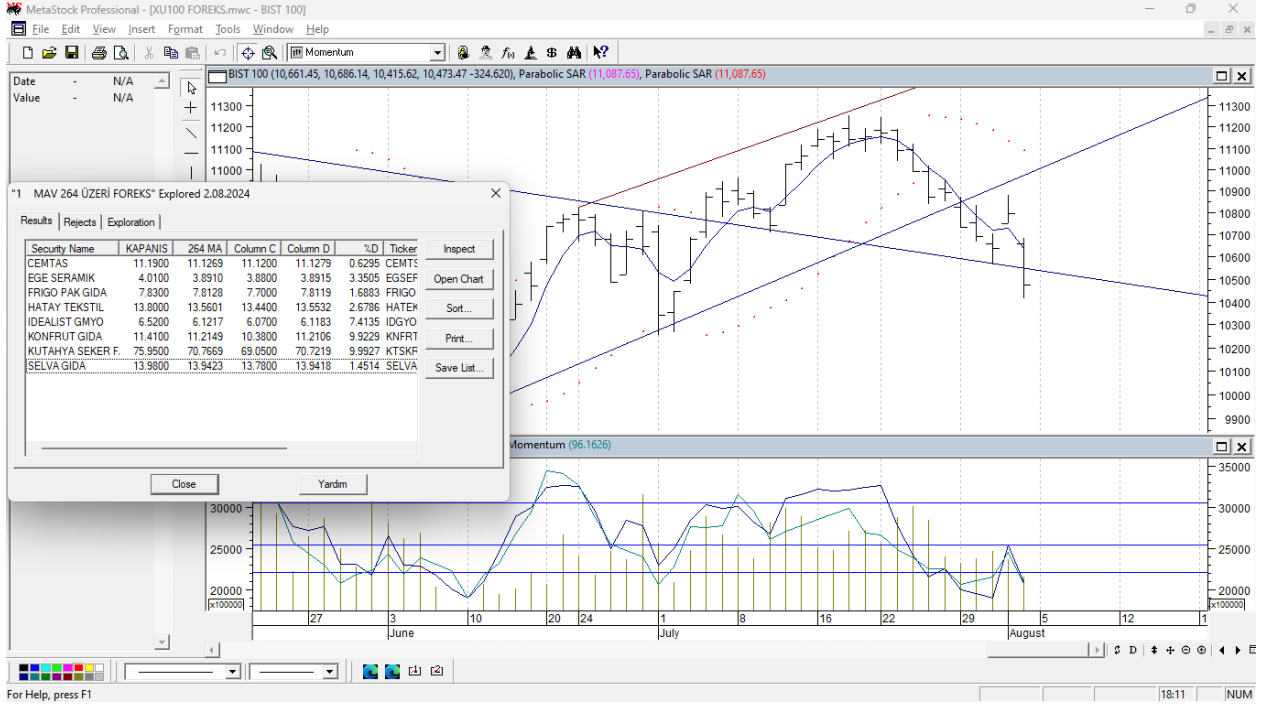 MetaStock Professional - [XU100 FOREKS.mwc - BIST 100]
File Edit View Insert Format Tools Window Help
Momentum
Date - N/A
Value - N/A
BIST 100 (10,661.45, 10,686.14, 10,415.62, 10,473.47 -324.620), Parabolic SAR (11,087.65), Parabolic SAR (11,087.65)
11300 11300
11200 11200
11100 11100
11000 11000
10900
10800
10700
10600
10500
10400
10300
10200
10100
10000
9900
"1 MAV 264 ÜZERİ FOREKS" Explored 2.08.2024
Results Rejects Exploration
Security Name KAPANIS 264 MA Column C Column D %D Ticker
CEMTAS 11.1900 11.1269 11.1200 11.1279 0.6295 CEMTS
EGE SERAMIK 4.0100 3.8910 3.8800 3.8915 3.3505 EGSEF
FRIGO PAK GIDA 7.8300 7.8128 7.7000 7.8119 1.6883 FRIGO
HATAY TEKSTIL 13.8000 13.5601 13.4400 13.5532 2.6786 HATEK
IDEALIST GMYO 6.5200 6.1217 6.0700 6.1183 7.4135 IDGYO
KONFRUT GIDA 11.4100 11.2149 10.3800 11.2106 9.9229 KNFRT
KUTAHYA SEKER F. 75.9500 70.7669 69.0500 70.7219 9.9927 KTSKR
SELVA GIDA 13.9800 13.9423 13.7800 13.9418 1.4514 SELVA
Inspect
Open Chart
Sort...
Print...
Save List...
Close Yardım
Momentum (96.1626)
35000
30000 30000
25000 25000
20000 20000
x100000 x100000
27 3 10 20 24 1 8 16 22 29 5 12 1
June July August
For Help, press F1
18:11 NUM